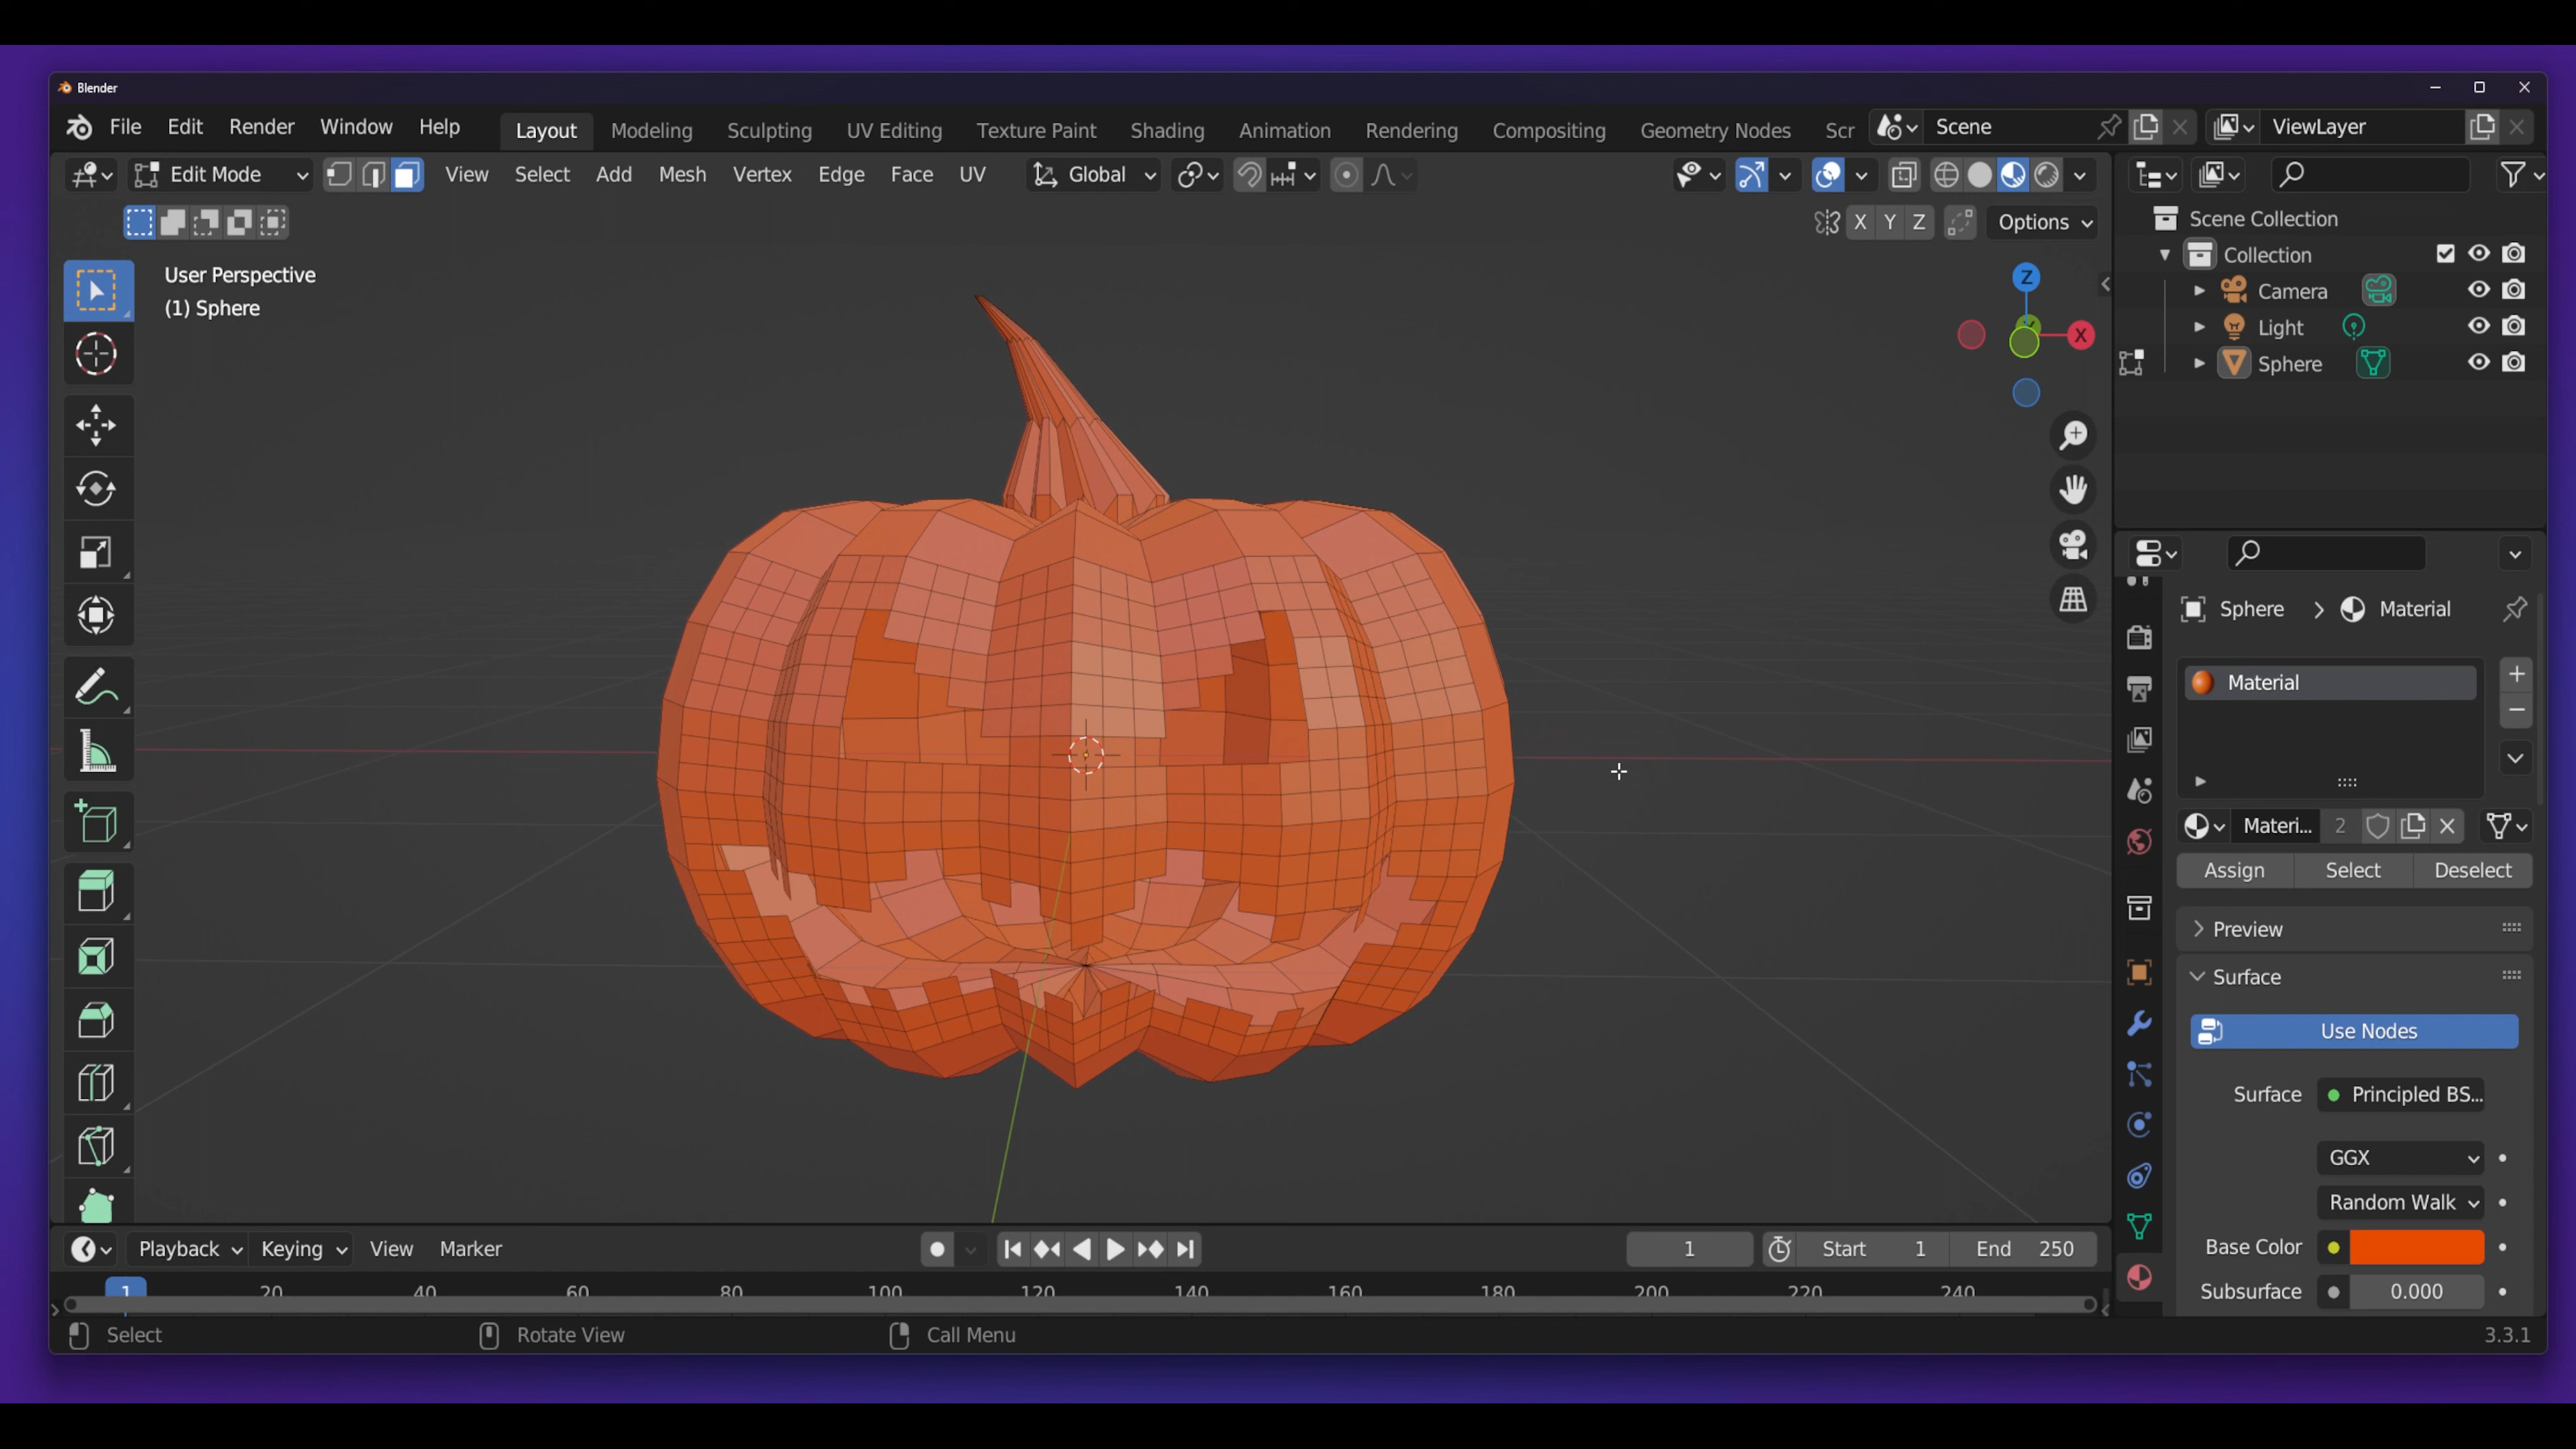 Blender
File Edit Render Window Help Layout Modeling Sculpting UV Editing Texture Paint Shading Animation Rendering Compositing Geometry Nodes Scr Scene ViewLayer
Edit Mode View Select Add Mesh Vertex Edge Face UV Global
X Y Z Options
User Perspective
(1) Sphere
Z
X
Scene Collection
Collection
Camera
Light
Sphere
Sphere > Material
Material
Materi... 2
Assign Select Deselect
Preview
Surface
Use Nodes
Surface Principled BS...
GGX
Random Walk
Base Color
Subsurface 0.000
Playback Keying View Marker 1 Start 1 End 250
1 20 40 60 80 100 120 140 160 180 200 220 240
Select Rotate View Call Menu 3.3.1